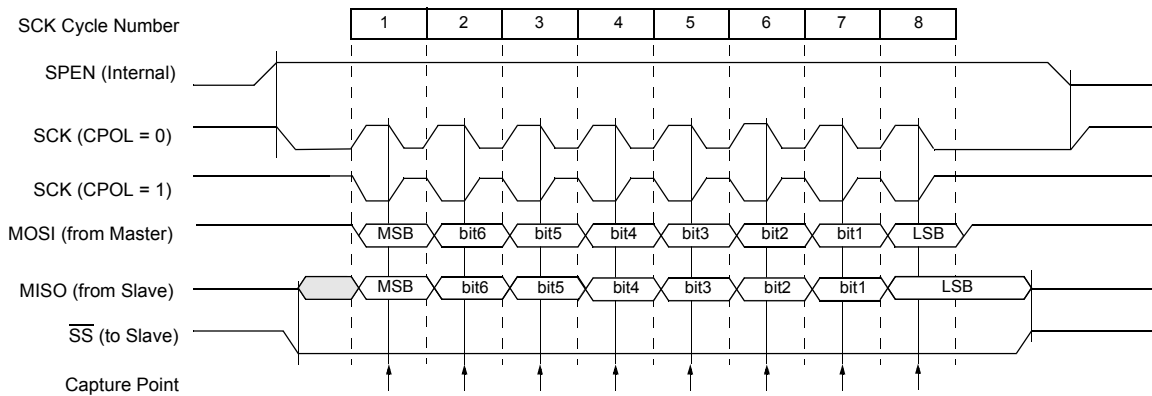 SCK Cycle Number 1 2 3 4 5 6 7 8
SPEN (Internal)
SCK (CPOL = 0)
SCK (CPOL = 1)
MOSI (from Master) MSB bit6 bit5 bit4 bit3 bit2 bit1 LSB
MISO (from Slave) MSB bit6 bit5 bit4 bit3 bit2 bit1 LSB
S̅S̅ (to Slave)
Capture Point